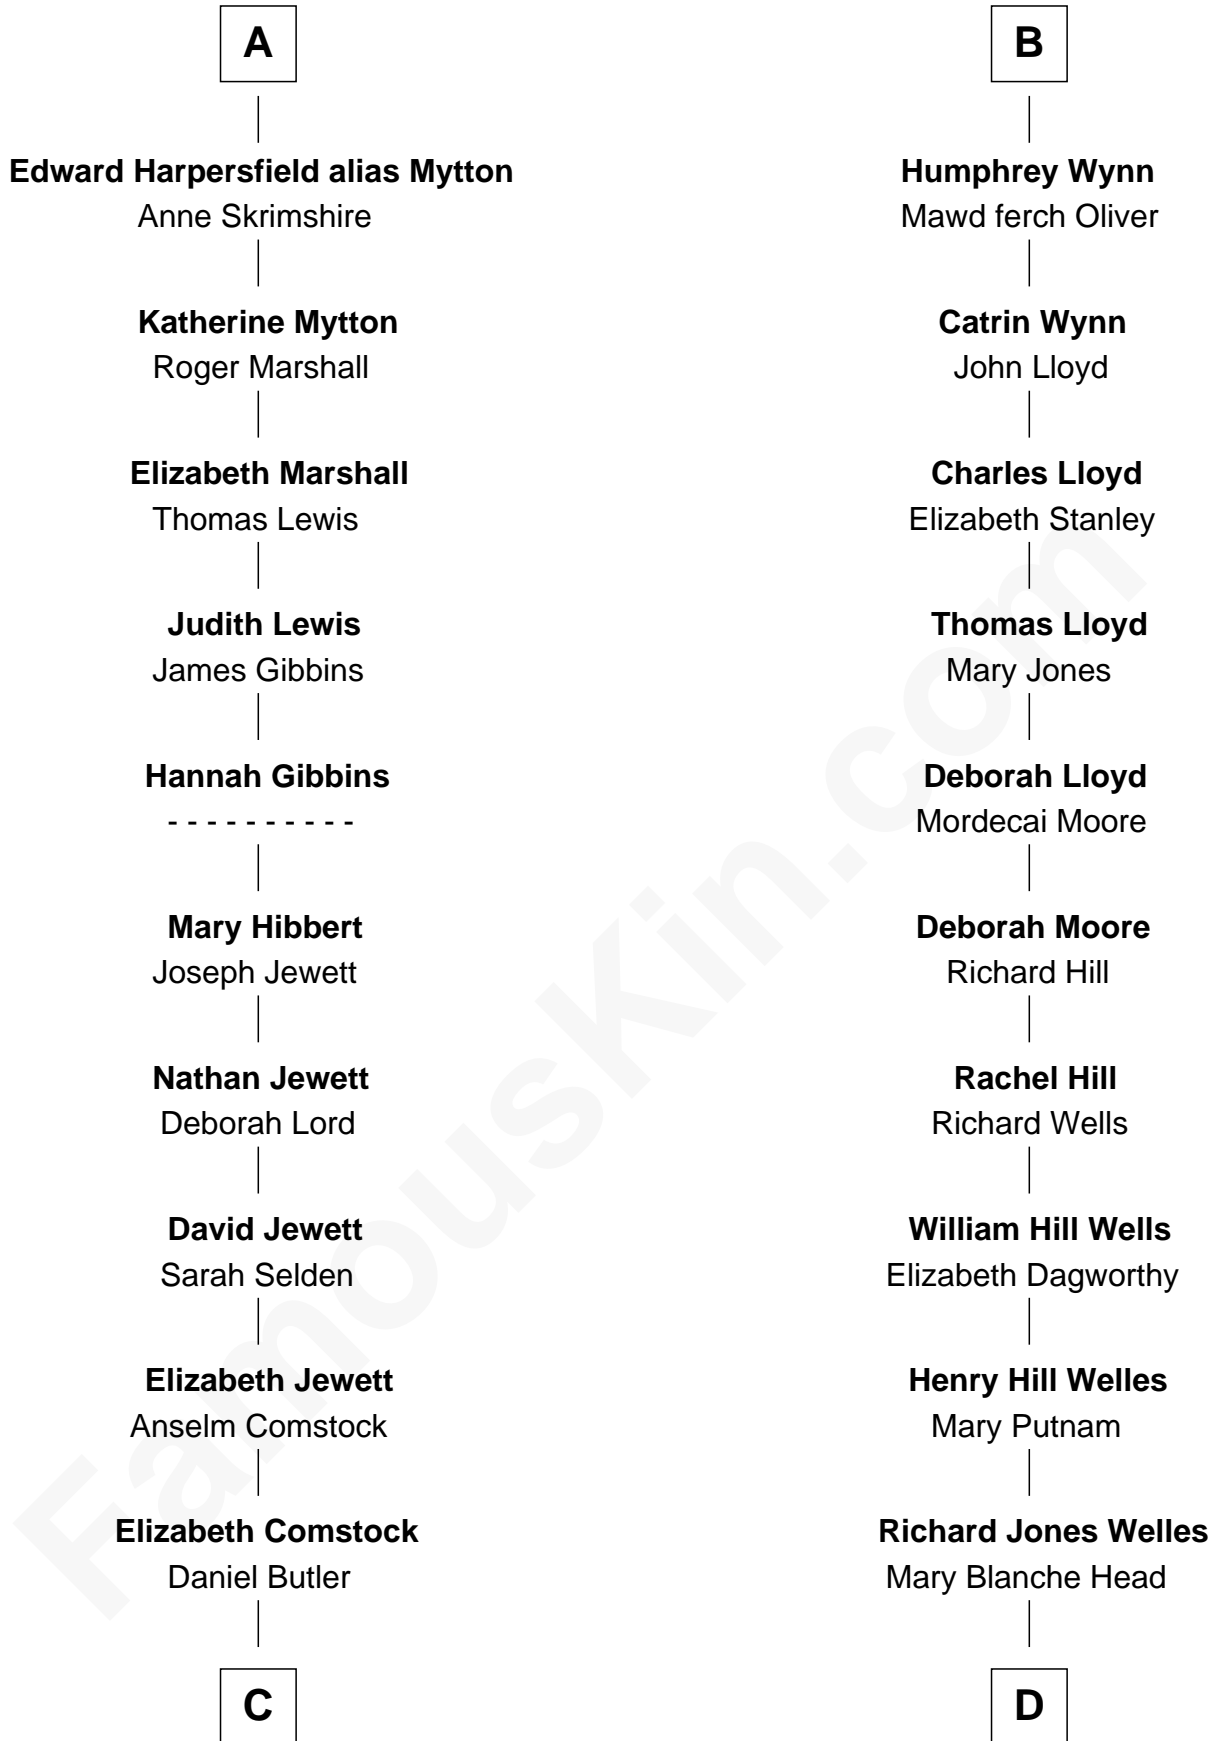 A
Edward Harpersfield alias Mytton
Anne Skrimshire
Katherine Mytton
Roger Marshall
Elizabeth Marshall
Thomas Lewis
Judith Lewis
James Gibbins
Hannah Gibbins
- - - - - - - - - -
Mary Hibbert
Joseph Jewett
Nathan Jewett
Deborah Lord
David Jewett
Sarah Selden
Elizabeth Jewett
Anselm Comstock
Elizabeth Comstock
Daniel Butler
C
B
Humphrey Wynn
Mawd ferch Oliver
Catrin Wynn
John Lloyd
Charles Lloyd
Elizabeth Stanley
Thomas Lloyd
Mary Jones
Deborah Lloyd
Mordecai Moore
Deborah Moore
Richard Hill
Rachel Hill
Richard Wells
William Hill Wells
Elizabeth Dagworthy
Henry Hill Welles
Mary Putnam
Richard Jones Welles
Mary Blanche Head
D
FamousKin.com